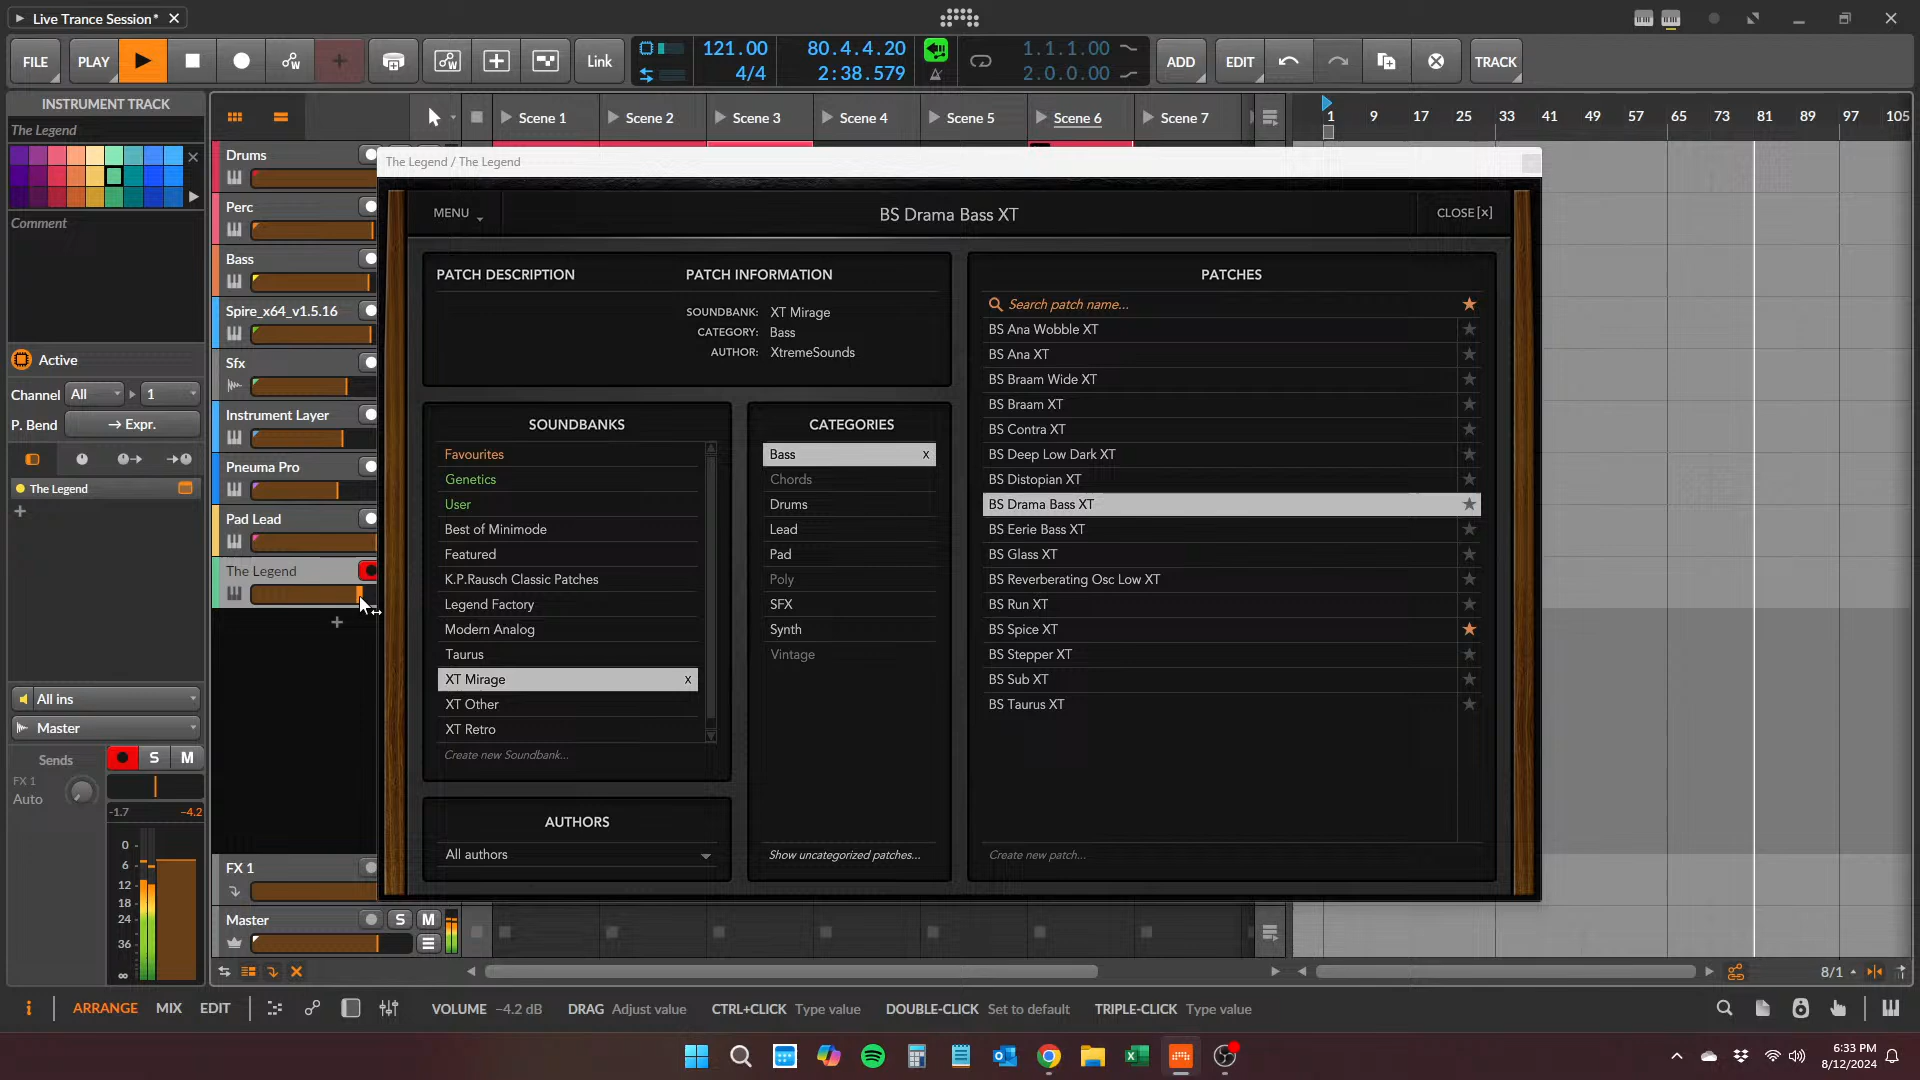 Live Trance Session*
FILE
PLAY
121.00
4/4
80.4.4.20
2:38.579
1.1.1.00
2.0.0.00
Link
ADD
EDIT
TRACK
INSTRUMENT TRACK
The Legend
Comment
Active
Channel All 1
P. Bend → Expr.
The Legend
All ins
Master
Sends
S
M
FX 1
Auto
-1.7
-4.2
0
6
12
18
24
36
∞
Scene 1
Scene 2
Scene 3
Scene 4
Scene 5
Scene 6
Scene 7
1
9
17
25
33
41
49
57
65
73
81
89
97
105
Drums
Perc
Bass
Spire_x64_v1.5.16
Sfx
Instrument Layer
Pneuma Pro
Pad Lead
The Legend
FX 1
Master
S
M
The Legend / The Legend
MENU
BS Drama Bass XT
CLOSE [x]
PATCH DESCRIPTION
PATCH INFORMATION
SOUNDBANK: XT Mirage
CATEGORY: Bass
AUTHOR: XtremeSounds
SOUNDBANKS
Favourites
Genetics
User
Best of Minimode
Featured
K.P.Rausch Classic Patches
Legend Factory
Modern Analog
Taurus
XT Mirage x
XT Other
XT Retro
Create new Soundbank...
AUTHORS
All authors
CATEGORIES
Bass x
Chords
Drums
Lead
Pad
Poly
SFX
Synth
Vintage
Show uncategorized patches...
PATCHES
Search patch name...
BS Ana Wobble XT
BS Ana XT
BS Braam Wide XT
BS Braam XT
BS Contra XT
BS Deep Low Dark XT
BS Distopian XT
BS Drama Bass XT
BS Eerie Bass XT
BS Glass XT
BS Reverberating Osc Low XT
BS Run XT
BS Spice XT
BS Stepper XT
BS Sub XT
BS Taurus XT
Create new patch...
8/1
ARRANGE
MIX
EDIT
VOLUME −4.2 dB
DRAG Adjust value
CTRL+CLICK Type value
DOUBLE-CLICK Set to default
TRIPLE-CLICK Type value
6:33 PM
8/12/2024